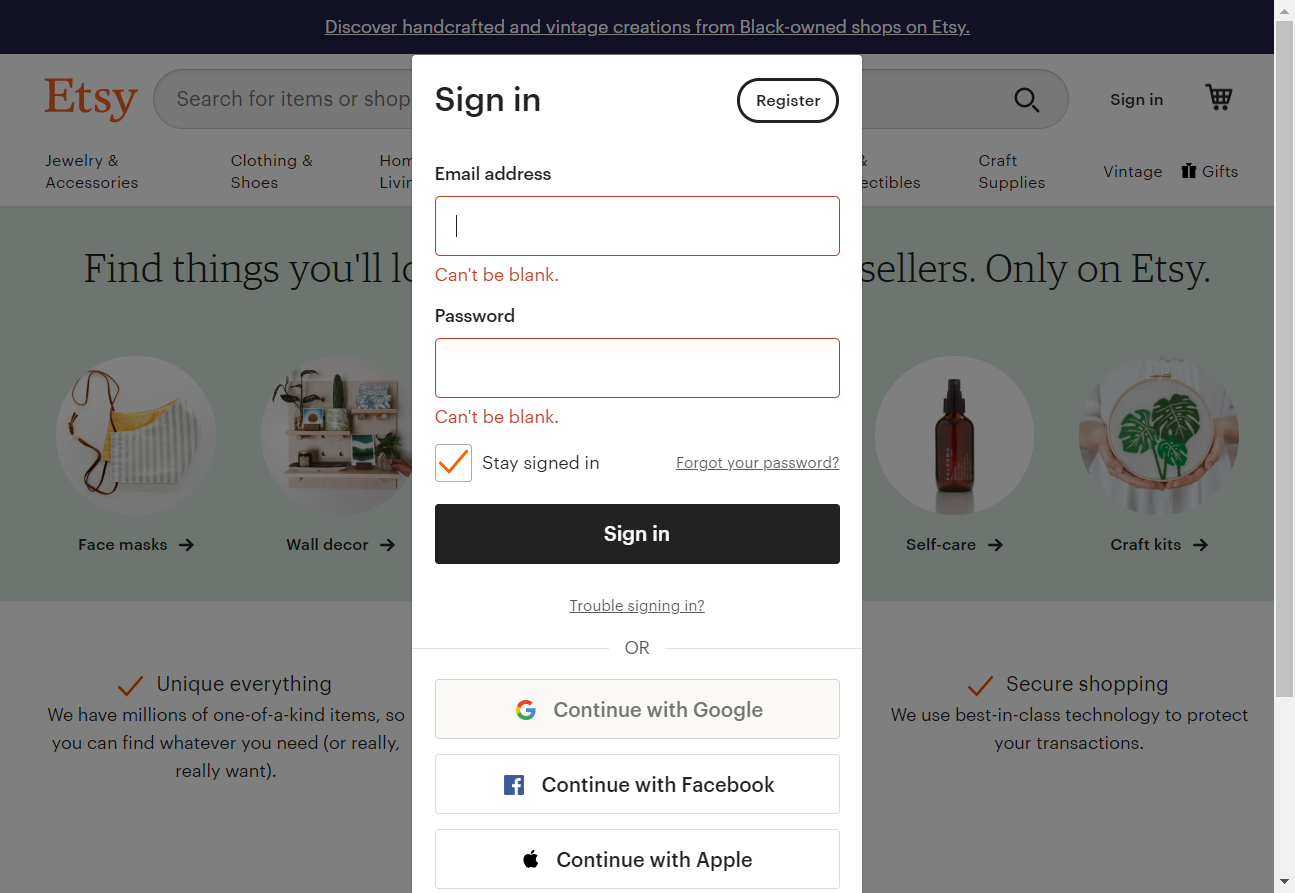 Discover handcrafted and vintage creations from Black-owned shops on Etsy.
Etsy
Search for items or shop
Sign in
Jewelry &
Accessories
Clothing &
Shoes
Craft
Supplies
Vintage
Gifts
Sign in
Register
Email address
Can't be blank.
Password
Can't be blank.
Stay signed in
Forgot your password?
Sign in
Trouble signing in?
OR
Continue with Google
Continue with Facebook
Continue with Apple
Find things you'll
sellers. Only on Etsy.
Face masks
Wall decor
Self-care
Craft kits
Unique everything
We have millions of one-of-a-kind items, so
you can find whatever you need (or really,
really want).
Secure shopping
We use best-in-class technology to protect
your transactions.